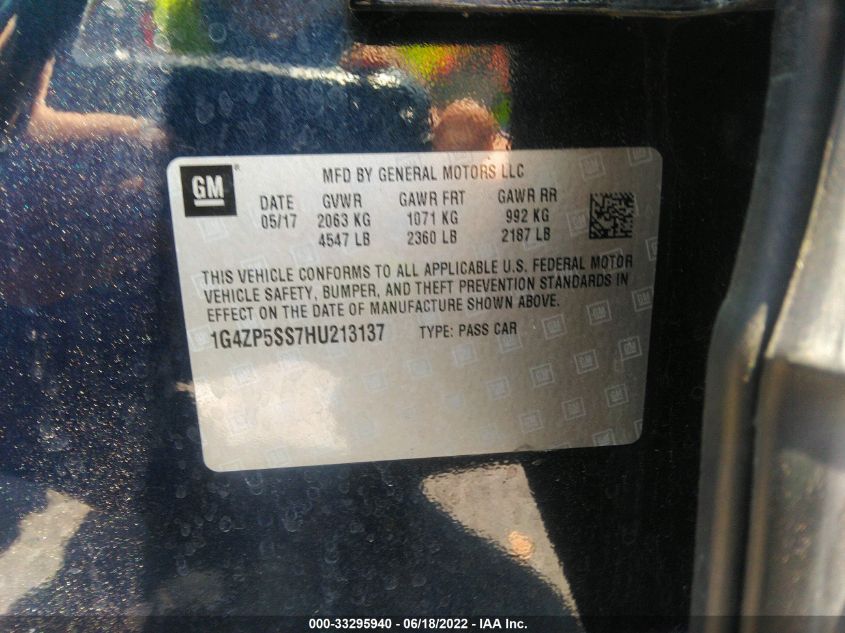 GM
MFD BY GENERAL MOTORS LLC
DATE GVWR GAWR FRT GAWR RR
05/17 2063 KG 1071 KG 992 KG
4547 LB 2360 LB 2187 LB
THIS VEHICLE CONFORMS TO ALL APPLICABLE U.S. FEDERAL MOTOR
VEHICLE SAFETY, BUMPER, AND THEFT PREVENTION STANDARDS IN
EFFECT ON THE DATE OF MANUFACTURE SHOWN ABOVE.
1G4ZP5SS7HU213137 TYPE: PASS CAR
000-33295940 - 06/18/2022 - IAA Inc.